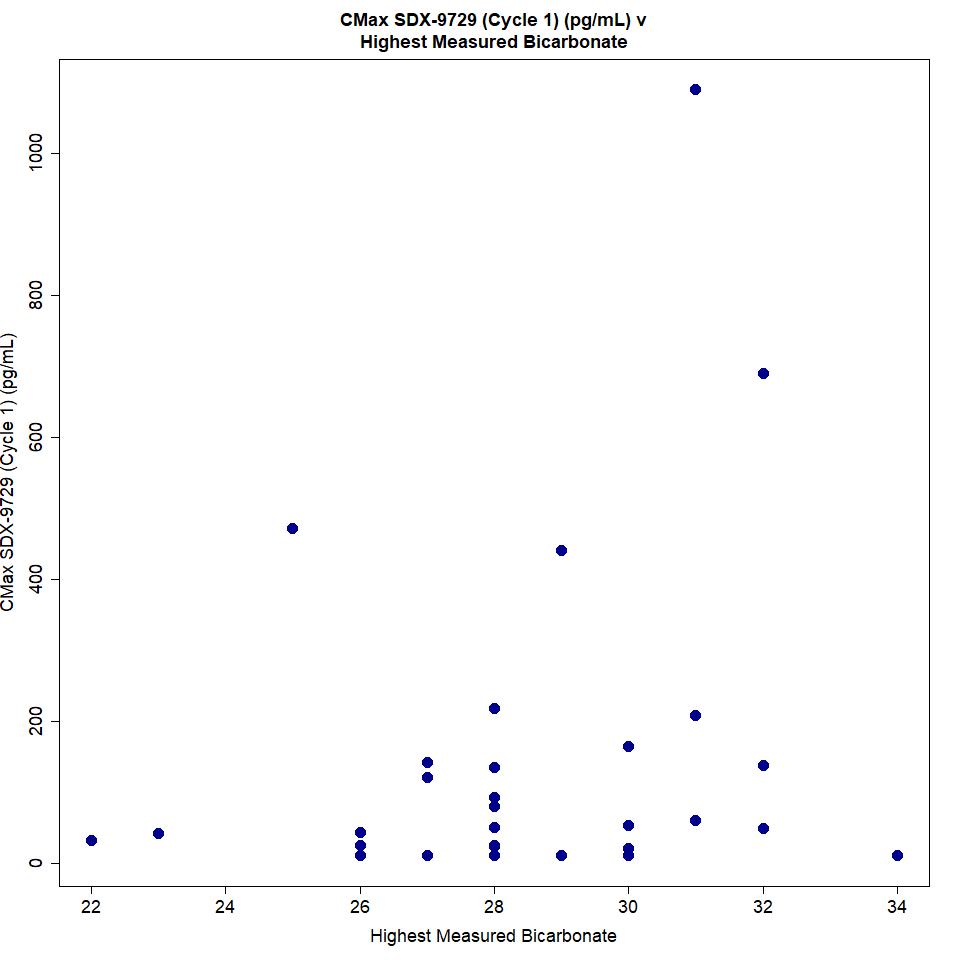 CMax SDX-9729 (Cycle 1) (pg/mL) v
Highest Measured Bicarbonate
CMax SDX-9729 (Cycle 1) (pg/mL)
1000
800
600
400
200
0
22 24 26 28 30 32 34
Highest Measured Bicarbonate